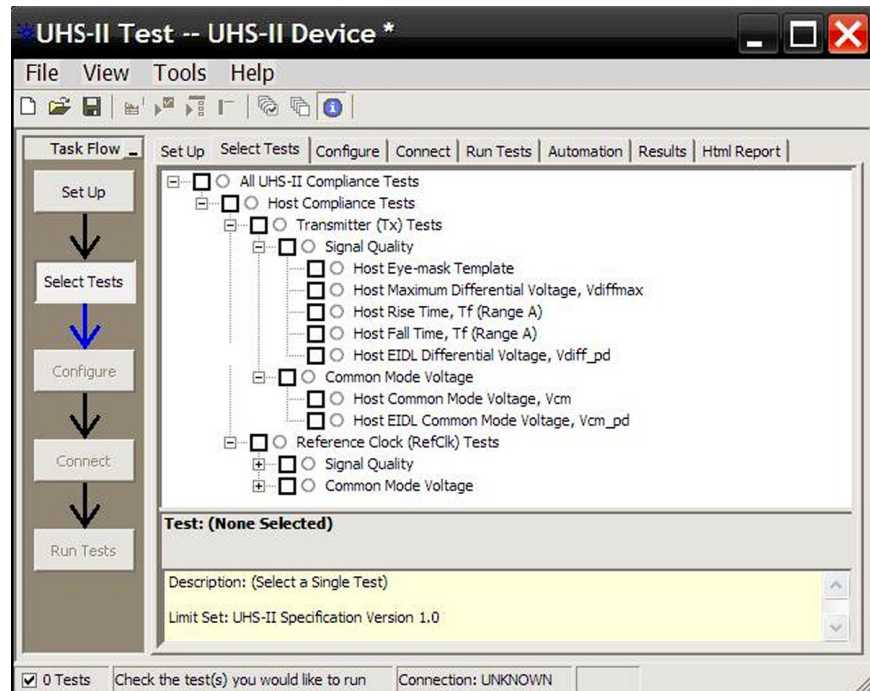 UHS-II Test -- UHS-II Device *
File View Tools Help
Task Flow
Set Up
Select Tests
Configure
Connect
Run Tests
Set Up Select Tests Configure Connect Run Tests Automation Results Html Report
All UHS-II Compliance Tests
Host Compliance Tests
Transmitter (Tx) Tests
Signal Quality
Host Eye-mask Template
Host Maximum Differential Voltage, Vdiffmax
Host Rise Time, Tf (Range A)
Host Fall Time, Tf (Range A)
Host EIDL Differential Voltage, Vdiff_pd
Common Mode Voltage
Host Common Mode Voltage, Vcm
Host EIDL Common Mode Voltage, Vcm_pd
Reference Clock (RefClk) Tests
Signal Quality
Common Mode Voltage
Test: (None Selected)
Description: (Select a Single Test)
Limit Set: UHS-II Specification Version 1.0
0 Tests Check the test(s) you would like to run Connection: UNKNOWN